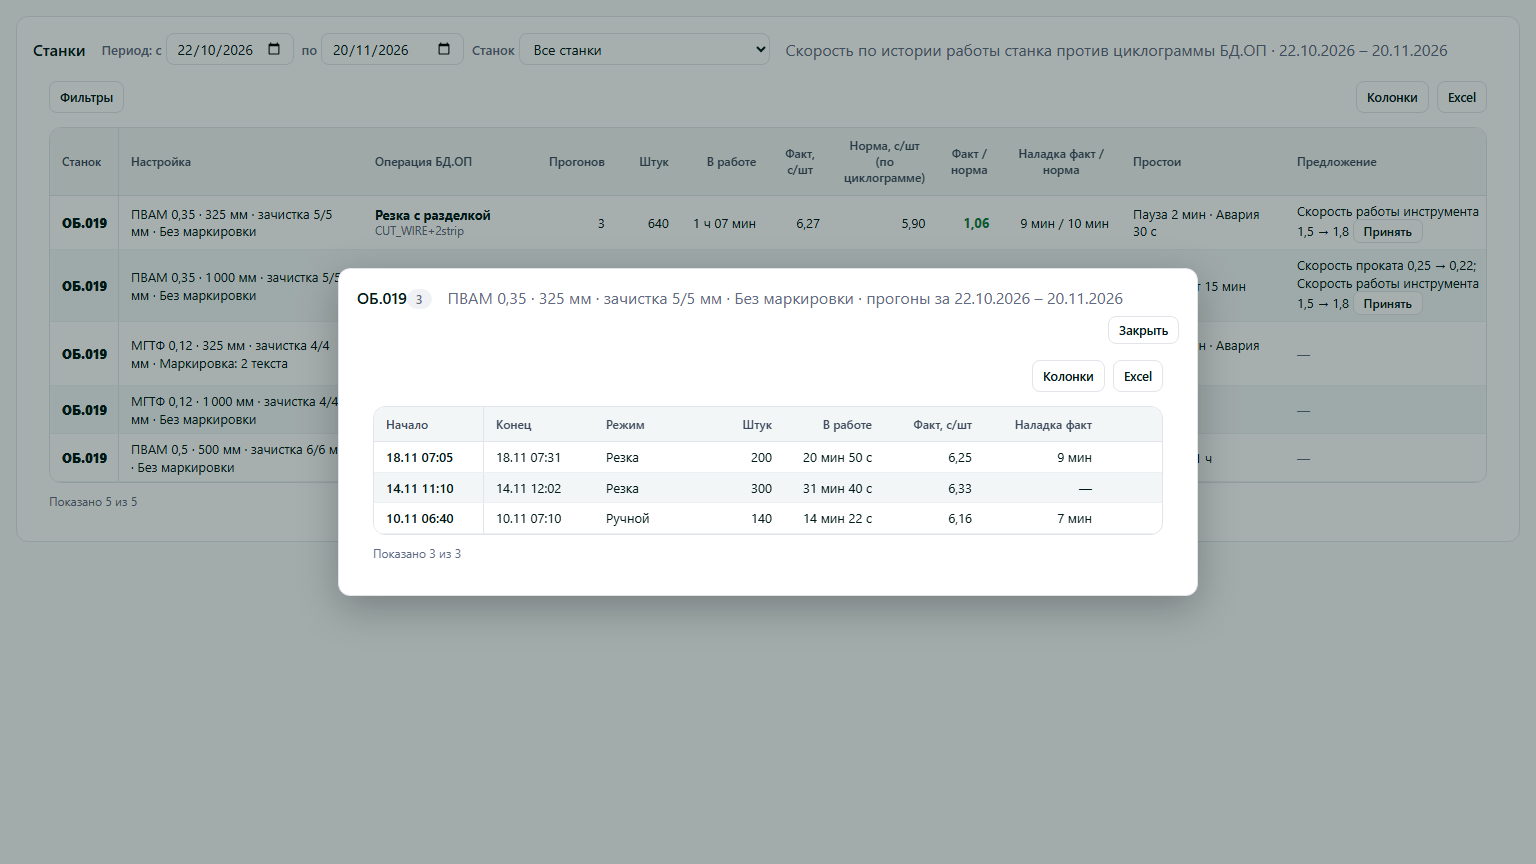 Станки Период: с 22/10/2026 по 20/11/2026 Станок Все станки Скорость по истории работы станка против циклограммы БД.ОП · 22.10.2026 – 20.11.2026
Фильтры Колонки Excel
Станок Настройка Операция БД.ОП Прогонов Штук В работе Факт, с/шт Норма, с/шт (по циклограмме) Факт / норма Наладка факт / норма Простои Предложение
ОБ.019 ПВАМ 0,35 · 325 мм · зачистка 5/5 мм · Без маркировки Резка с разделкой CUT_WIRE+2strip 3 640 1 ч 07 мин 6,27 5,90 1,06 9 мин / 10 мин Пауза 2 мин · Авария 30 с Скорость работы инструмента 1,5 → 1,8 Принять
ОБ.019 ПВАМ 0,35 · 1 000 мм · зачистка 5/5 мм · Без маркировки 15 мин Скорость проката 0,25 → 0,22; Скорость работы инструмента 1,5 → 1,8 Принять
ОБ.019 МГТФ 0,12 · 325 мм · зачистка 4/4 мм · Маркировка: 2 текста · Авария —
ОБ.019 МГТФ 0,12 · 1 000 мм · зачистка 4/4 мм · Без маркировки —
ОБ.019 ПВАМ 0,5 · 500 мм · зачистка 6/6 м · Без маркировки ч —
Показано 5 из 5
ОБ.019 3 ПВАМ 0,35 · 325 мм · зачистка 5/5 мм · Без маркировки · прогоны за 22.10.2026 – 20.11.2026
Закрыть
Колонки Excel
Начало Конец Режим Штук В работе Факт, с/шт Наладка факт
18.11 07:05 18.11 07:31 Резка 200 20 мин 50 с 6,25 9 мин
14.11 11:10 14.11 12:02 Резка 300 31 мин 40 с 6,33 —
10.11 06:40 10.11 07:10 Ручной 140 14 мин 22 с 6,16 7 мин
Показано 3 из 3